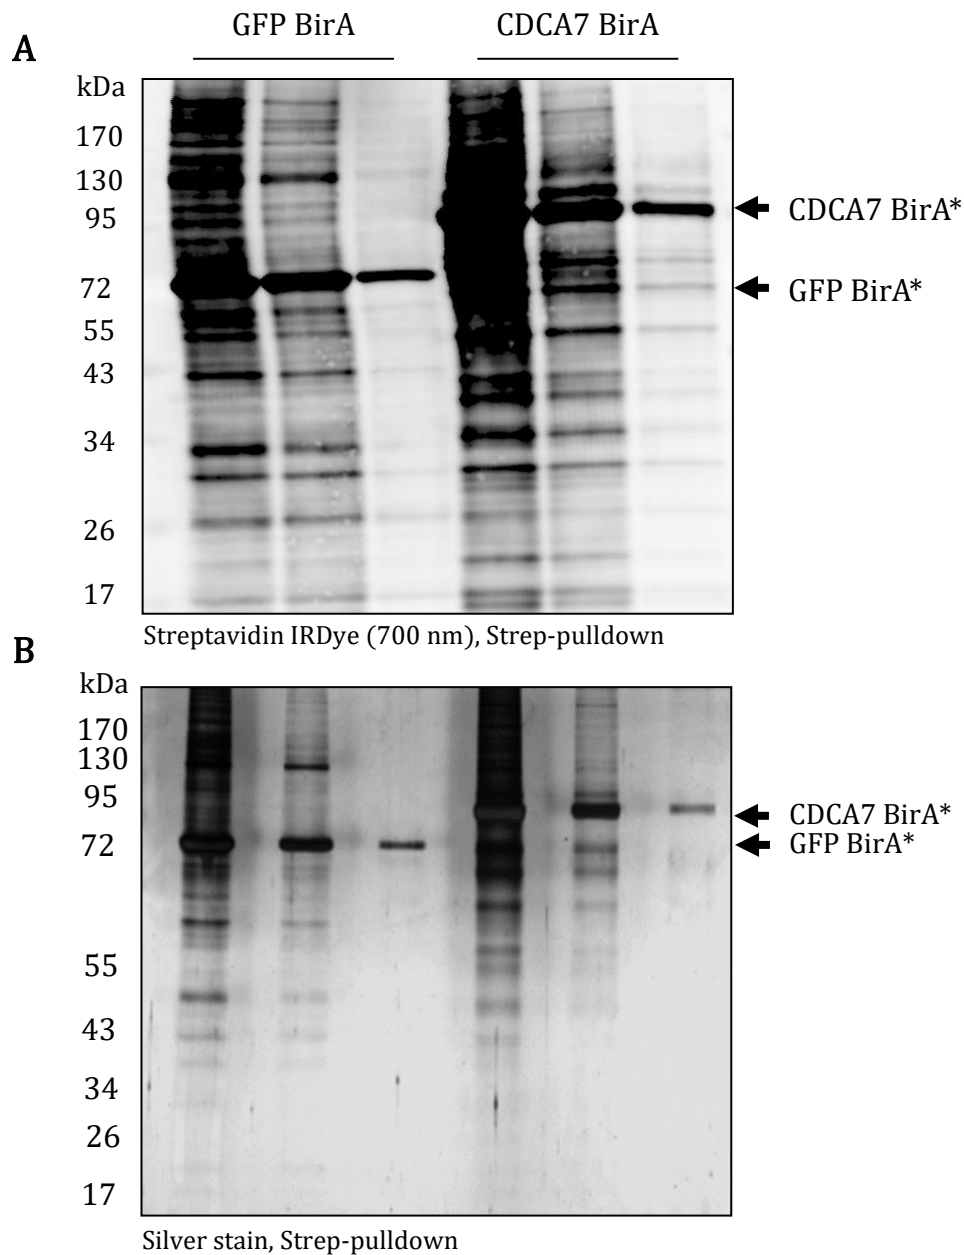 GFP BirA CDCA7 BirA
A
kDa
170
130
95
72
55
43
34
26
17
CDCA7 BirA*
GFP BirA*
Streptavidin IRDye (700 nm), Strep-pulldown
B
kDa
170
130
95
72
55
43
34
26
17
CDCA7 BirA*
GFP BirA*
Silver stain, Strep-pulldown